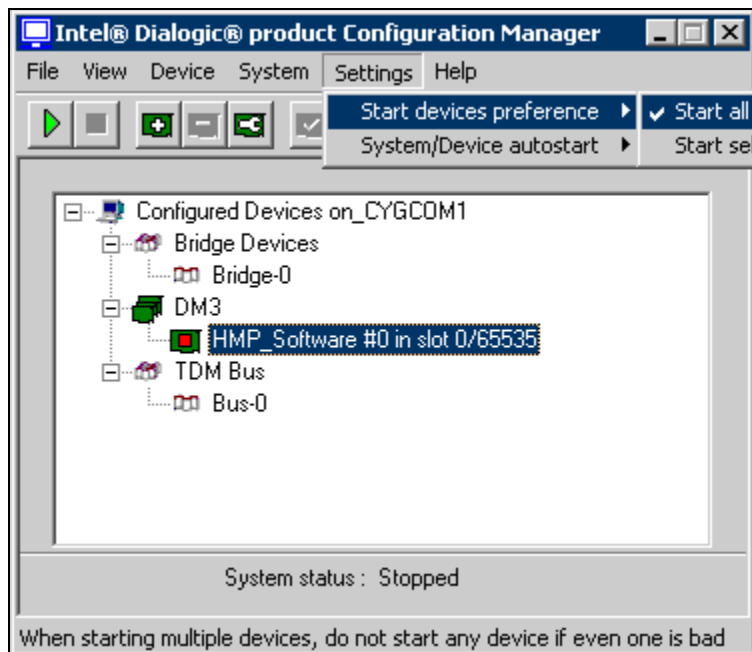 Intel® Dialogic® product Configuration Manager
File View Device System Settings Help
Start devices preference
Start all
System/Device autostart
Start se
Configured Devices on_CYGCOM1
Bridge Devices
Bridge-0
DM3
HMP_Software #0 in slot 0/65535
TDM Bus
Bus-0
System status : Stopped
When starting multiple devices, do not start any device if even one is bad